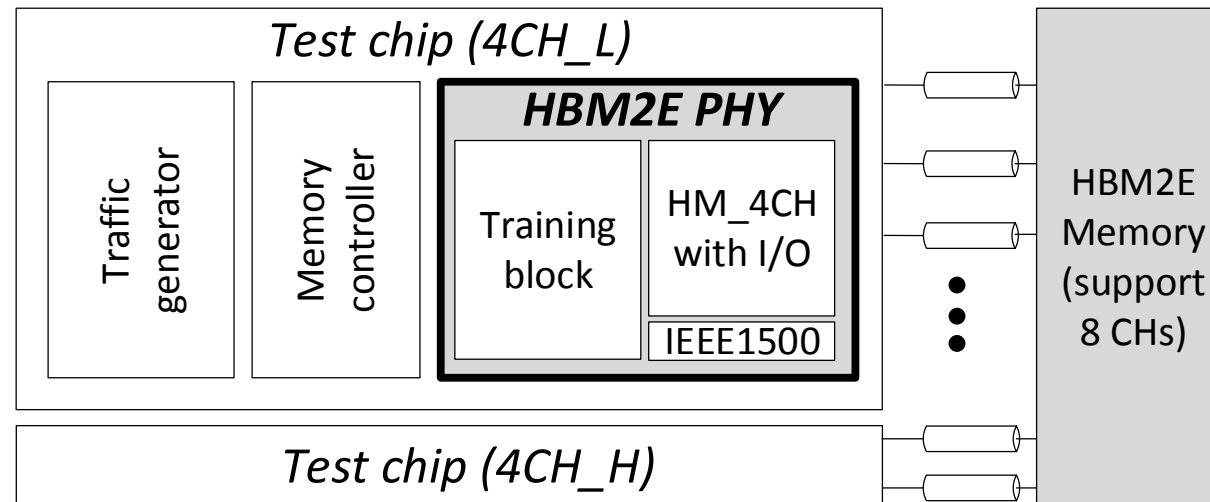 Test chip (4CH_L)
Traffic
generator
Memory
controller
HBM2E PHY
Training
block
HM_4CH
with I/O
IEEE1500
HBM2E
Memory
(support
8 CHs)
Test chip (4CH_H)